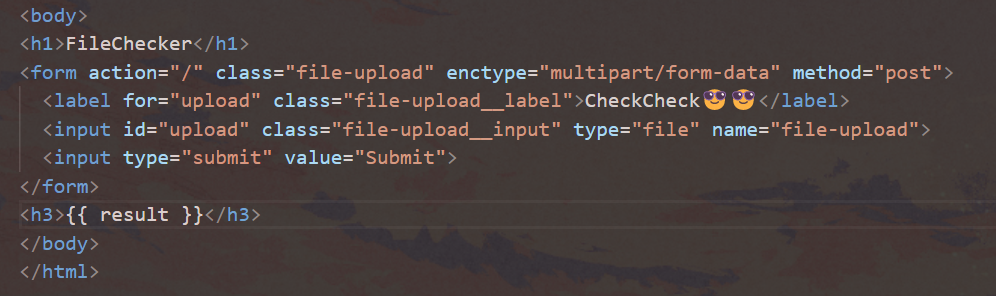 <body>
<h1>FileChecker</h1>
<form action="/" class="file-upload" enctype="multipart/form-data" method="post">
<label for="upload" class="file-upload__label">CheckCheck😎😎</label>
<input id="upload" class="file-upload__input" type="file" name="file-upload">
<input type="submit" value="Submit">
</form>
<h3>{{ result }}</h3>
</body>
</html>